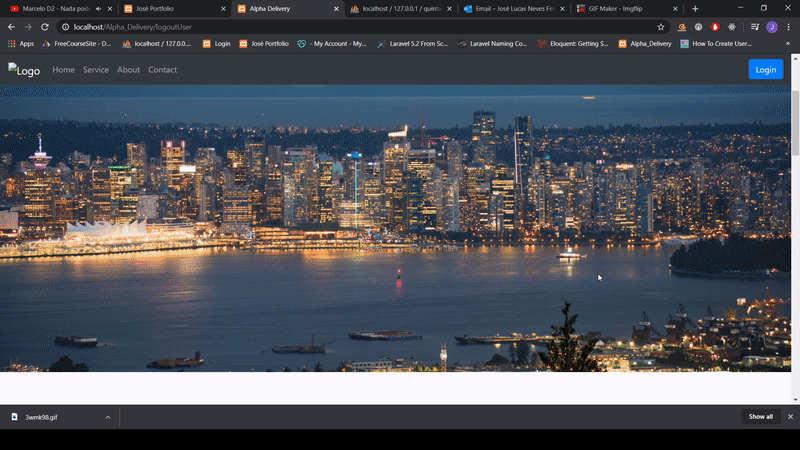 Marcelo D2 - Nada pod
José Portfolio
Alpha Delivery
localhost / 127.0.0.1 / quinta
Email – José Lucas Neves Fe
GIF Maker - Imgflip
localhost/Alpha_Delivery/logoutUser
Apps
FreeCourseSite - D...
localhost / 127.0.0....
Login
José Portfolio
- My Account - My...
Laravel 5.2 From Sc...
Laravel Naming Co...
Eloquent: Getting S...
Alpha_Delivery
How To Create User...
Logo
Home
Service
About
Contact
Login
3wmk98.gif
Show all